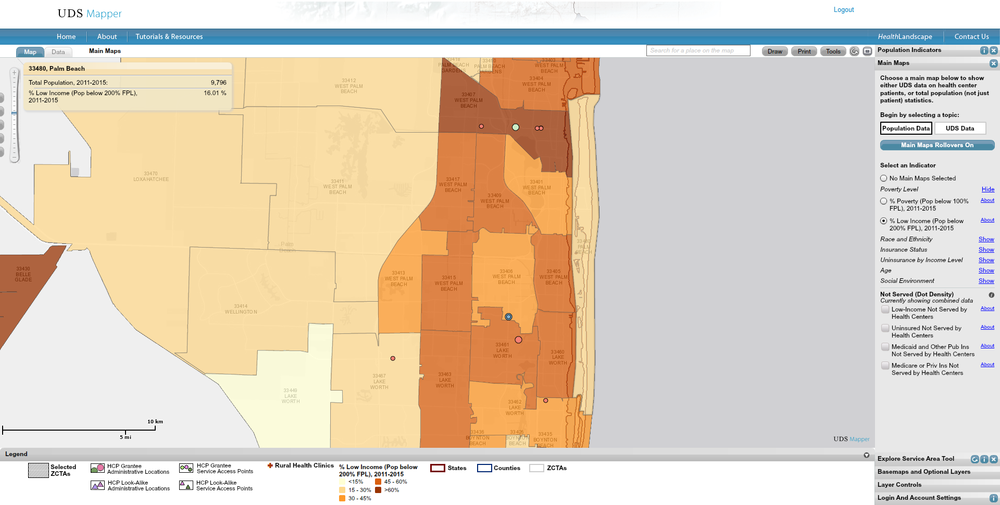 UDS Mapper
Logout
Home
About
Tutorials & Resources
HealthLandscape
Contact Us
Map
Data
Main Maps
Search for a place on the map
Draw
Print
Tools
33480, Palm Beach
Total Population, 2011-2015:
9,796
% Low Income (Pop below 200% FPL),
16.01 %
2011-2015
33418
PALM BEACH
GARDENS
33410
PALM BEACH
GARDENS
33403
WEST PALM
BEACH
33404
WEST PALM
BEACH
33412
WEST PALM
BEACH
33407
WEST PALM
BEACH
33470
LOXAHATCHEE
33411
WEST PALM
BEACH
33417
WEST PALM
BEACH
33409
WEST PALM
BEACH
33401
WEST PALM
BEACH
Palm
Beach
33480
PALM
BEACH
33430
BELLE
GLADE
33413
WEST PALM
BEACH
33415
WEST PALM
BEACH
33406
WEST PALM
BEACH
33405
WEST PALM
BEACH
33414
WELLINGTON
33461
LAKE
WORTH
33460
LAKE
WORTH
33467
LAKE
WORTH
33463
LAKE
WORTH
33449
LAKE
WORTH
33462
LAKE
WORTH
33436
BOYNTON
BEACH
33426
BOYNTON
BEACH
33435
BOYNTON
BEACH
10 km
5 mi
UDS Mapper
Population Indicators
Main Maps
Choose a main map below to show
either UDS data on health center
patients, or total population (not just
patient) statistics.
Begin by selecting a topic:
Population Data
UDS Data
Main Maps Rollovers On
Select an Indicator
No Main Maps Selected
Poverty Level
Hide
% Poverty (Pop below 100%
About
FPL), 2011-2015
% Low Income (Pop below
About
200% FPL), 2011-2015
Race and Ethnicity
Show
Insurance Status
Show
Uninsurance by Income Level
Show
Age
Show
Social Environment
Show
Not Served (Dot Density)
Currently showing combined data
Low-Income Not Served by
About
Health Centers
Uninsured Not Served by
About
Health Centers
Medicaid and Other Pub Ins
About
Not Served by Health Centers
Medicare or Priv Ins Not
About
Served by Health Centers
Explore Service Area Tool
Basemaps and Optional Layers
Layer Controls
Login And Account Settings
Legend
Selected
ZCTAs
HCP Grantee
Administrative Locations
HCP Look-Alike
Administrative Locations
HCP Grantee
Service Access Points
HCP Look-Alike
Service Access Points
Rural Health Clinics
% Low Income (Pop below
200% FPL), 2011-2015
<15%
45 - 60%
15 - 30%
>60%
30 - 45%
States
Counties
ZCTAs